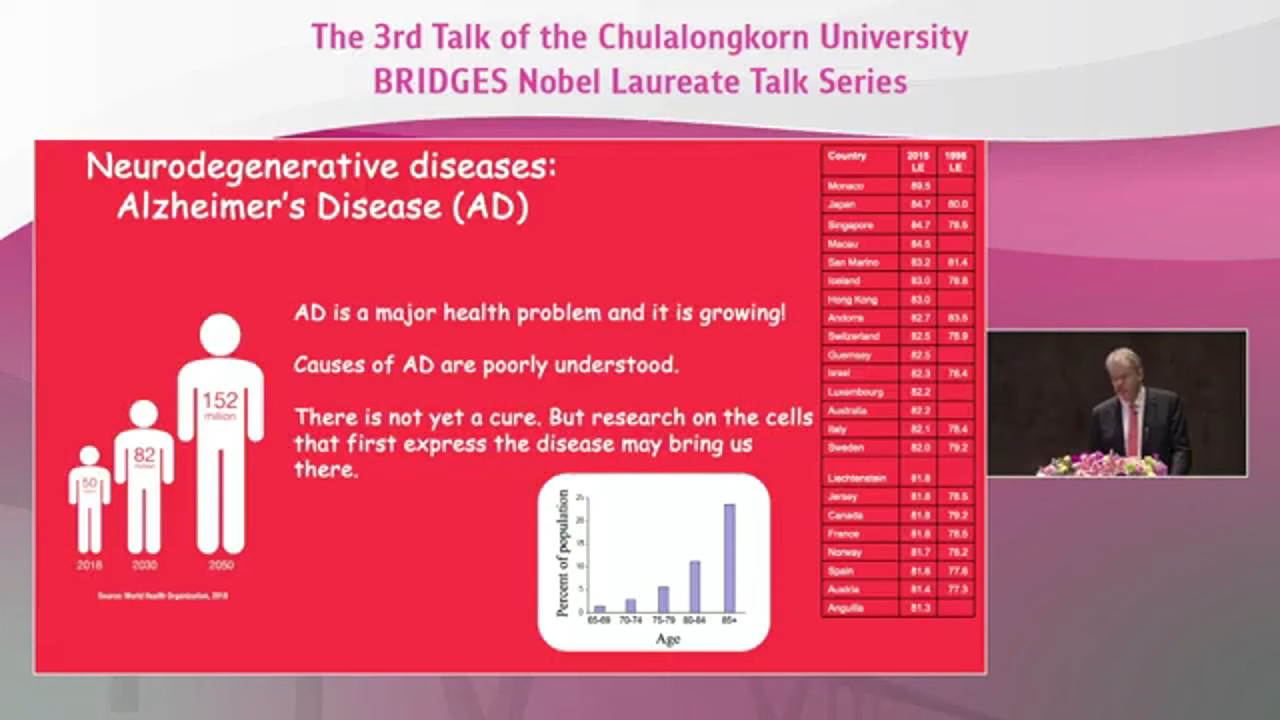 The 3rd Talk of the Chulalongkorn University
BRIDGES Nobel Laureate Talk Series
Neurodegenerative diseases:
Alzheimer's Disease (AD)
AD is a major health problem and it is growing!
Causes of AD are poorly understood.
There is not yet a cure. But research on the cells
that first express the disease may bring us
there.
50
82
million
152
million
2018
2030
2050
Source: World Health Organization, 2018
Percent of population
25
20
15
10
5
0
65-69 70-74 75-79 80-84 85+
Age
Country LE LE
Monaco 89.5
Japan 84.7 80.0
Singapore 84.7 78.5
Macau 84.5
San Marino 83.2 81.4
Iceland 83.0 78.8
Hong Kong 83.0
Andorra 82.7 83.5
Switzerland 82.5 78.9
Guernsey 82.5
Israel 82.3 78.4
Luxembourg 82.2
Australia 82.2
Italy 82.1 78.4
Sweden 82.0 79.2
Liechtenstein 81.8
Jersey 81.8 78.5
Canada 81.8 79.2
France 81.8 78.5
Norway 81.7 78.2
Spain 81.6 77.6
Austria 81.4 77.3
Anguilla 81.3